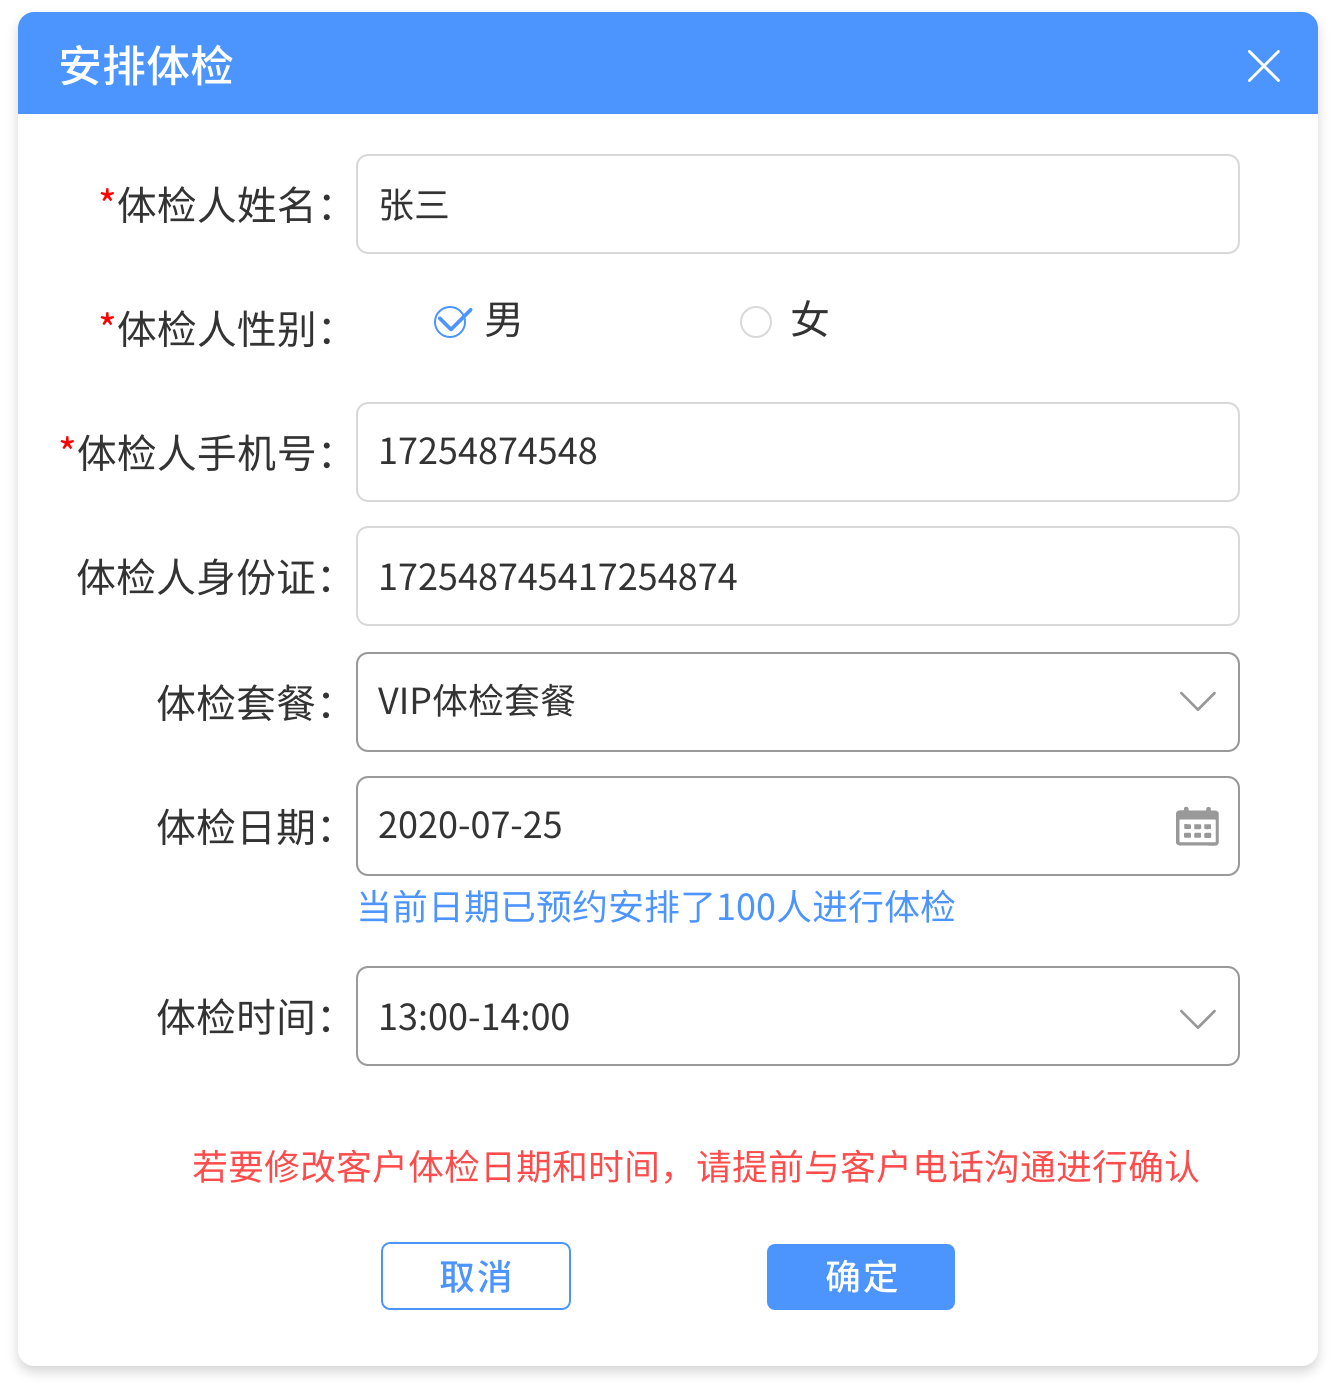 安排体检
*体检人姓名： 张三
*体检人性别： 男 女
*体检人手机号： 17254874548
体检人身份证： 172548745417254874
体检套餐： VIP体检套餐
体检日期： 2020-07-25
当前日期已预约安排了100人进行体检
体检时间： 13:00-14:00
若要修改客户体检日期和时间，请提前与客户电话沟通进行确认
取消 确定